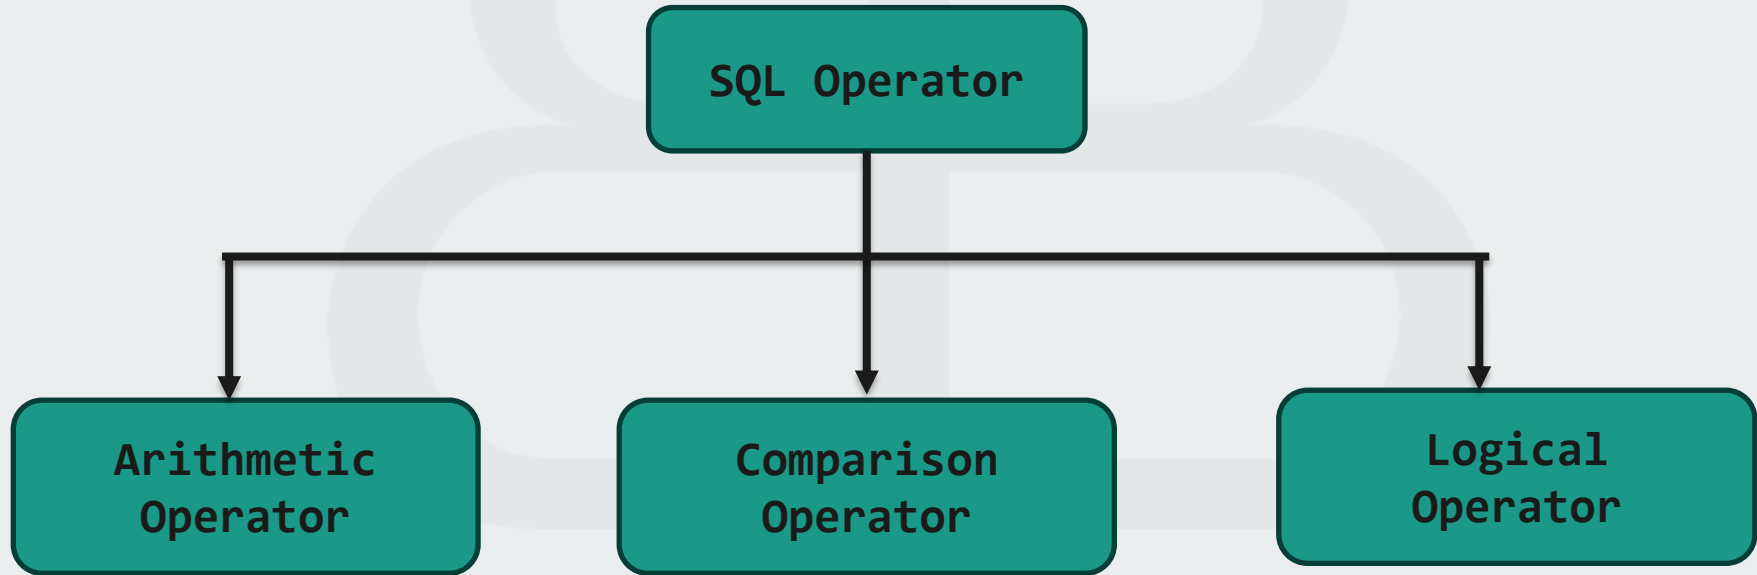 SQL Operator
Arithmetic
Operator
Comparison
Operator
Logical
Operator